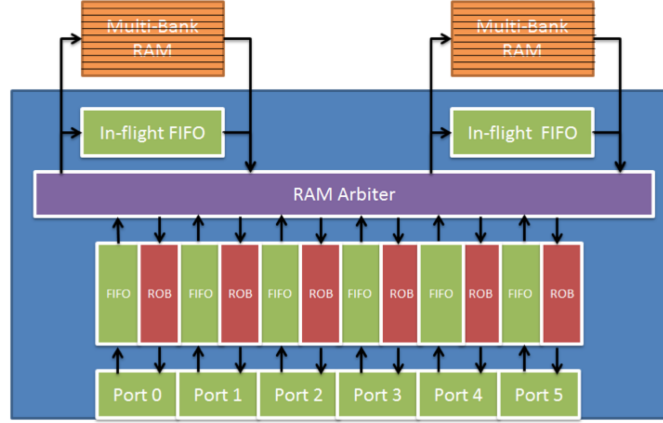 Multi-Bank
RAM
Multi-Bank
RAM
In-flight FIFO
In-flight FIFO
RAM Arbiter
FIFO ROB FIFO ROB FIFO ROB FIFO ROB FIFO ROB FIFO ROB
Port 0 Port 1 Port 2 Port 3 Port 4 Port 5